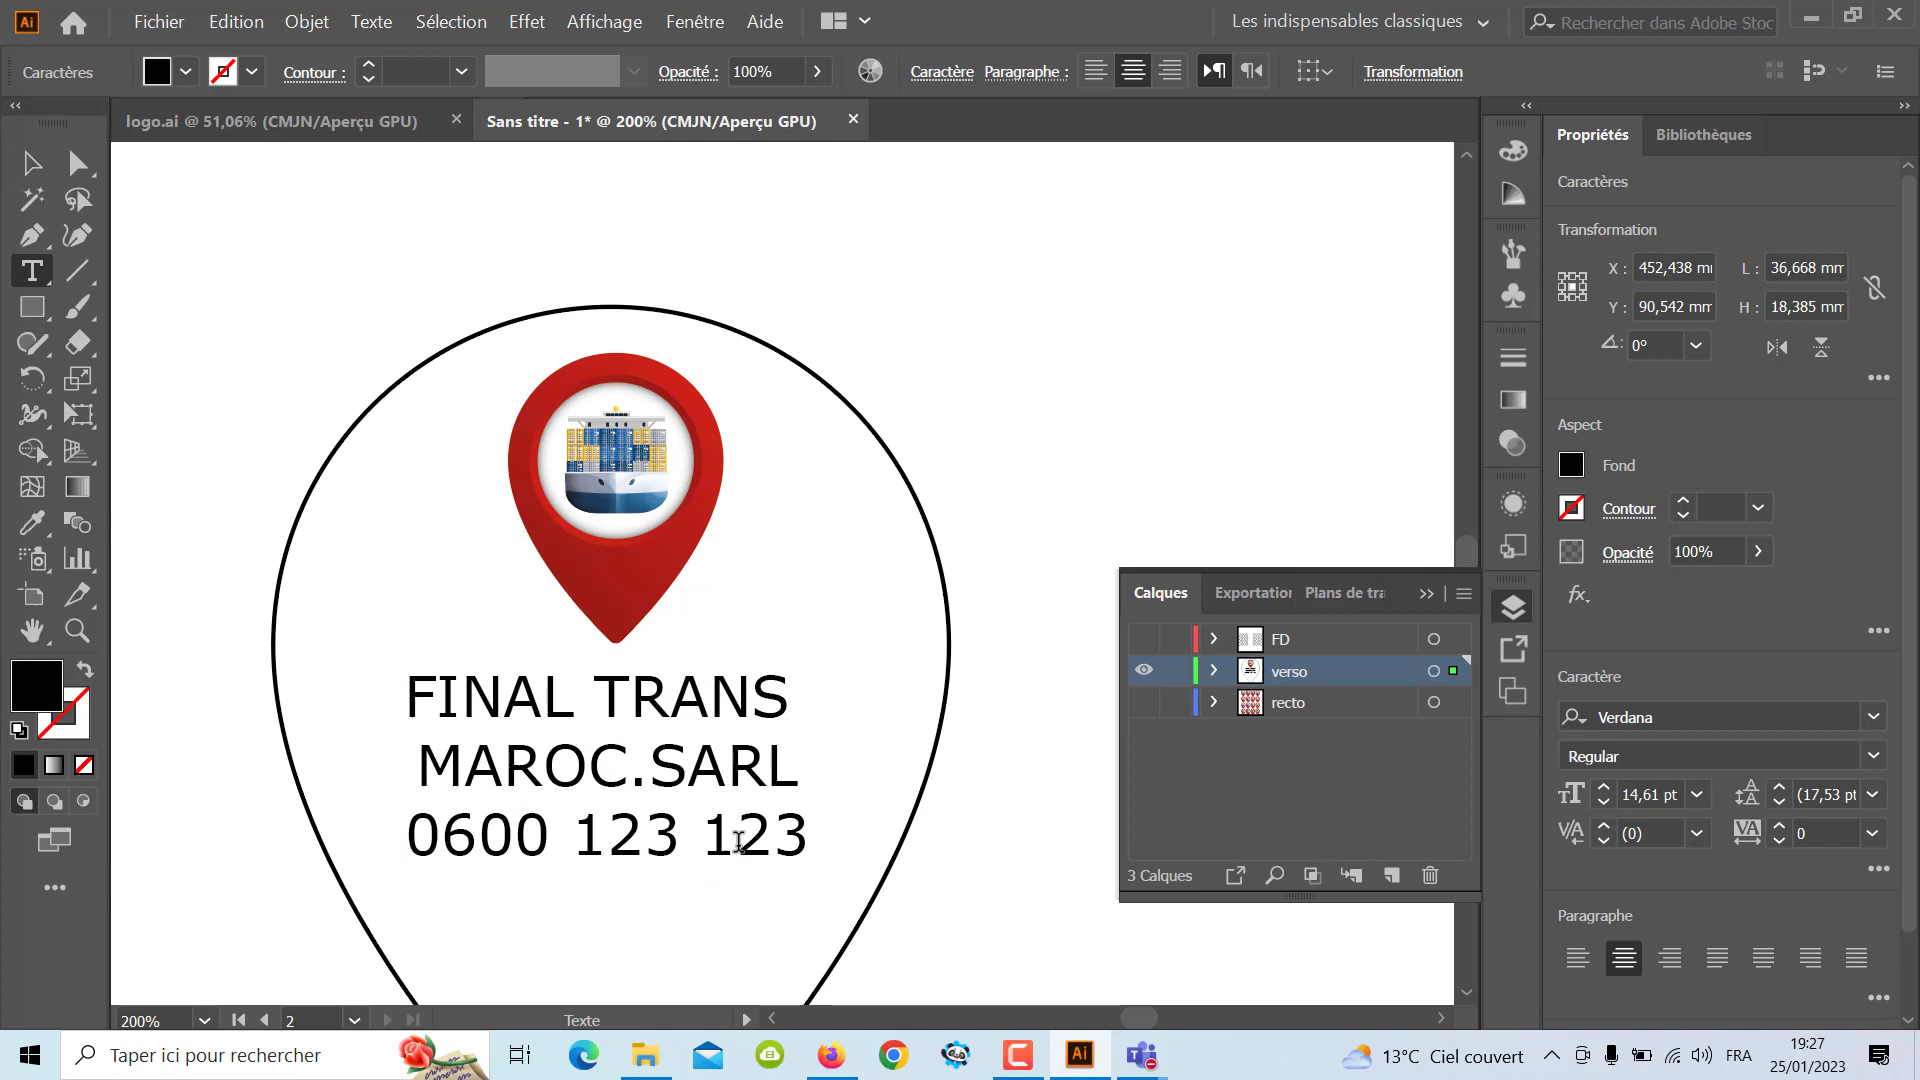 Ai
Fichier Edition Objet Texte Sélection Effet Affichage Fenêtre Aide
Les indispensables classiques
Rechercher dans Adobe Stoc
Caractères
Contour :
Opacité : 100%
Caractère
Paragraphe :
Transformation
logo.ai @ 51,06% (CMJN/Aperçu GPU)
Sans titre - 1* @ 200% (CMJN/Aperçu GPU)
Propriétés
Bibliothèques
Caractères
Transformation
X : 452,438 mm L : 36,668 mm
Y : 90,542 mm H : 18,385 mm
0°
Aspect
Fond
Contour
Opacité 100%
fx
Caractère
Verdana
Regular
14,61 pt (17,53 pt
(0) 0
Paragraphe
FINAL TRANS
MAROC.SARL
0600 123 123
Calques Exportation Plans de tra
FD
verso
recto
3 Calques
200% 2 Texte
Taper ici pour rechercher
Ai
13°C Ciel couvert
FRA
19:27
25/01/2023